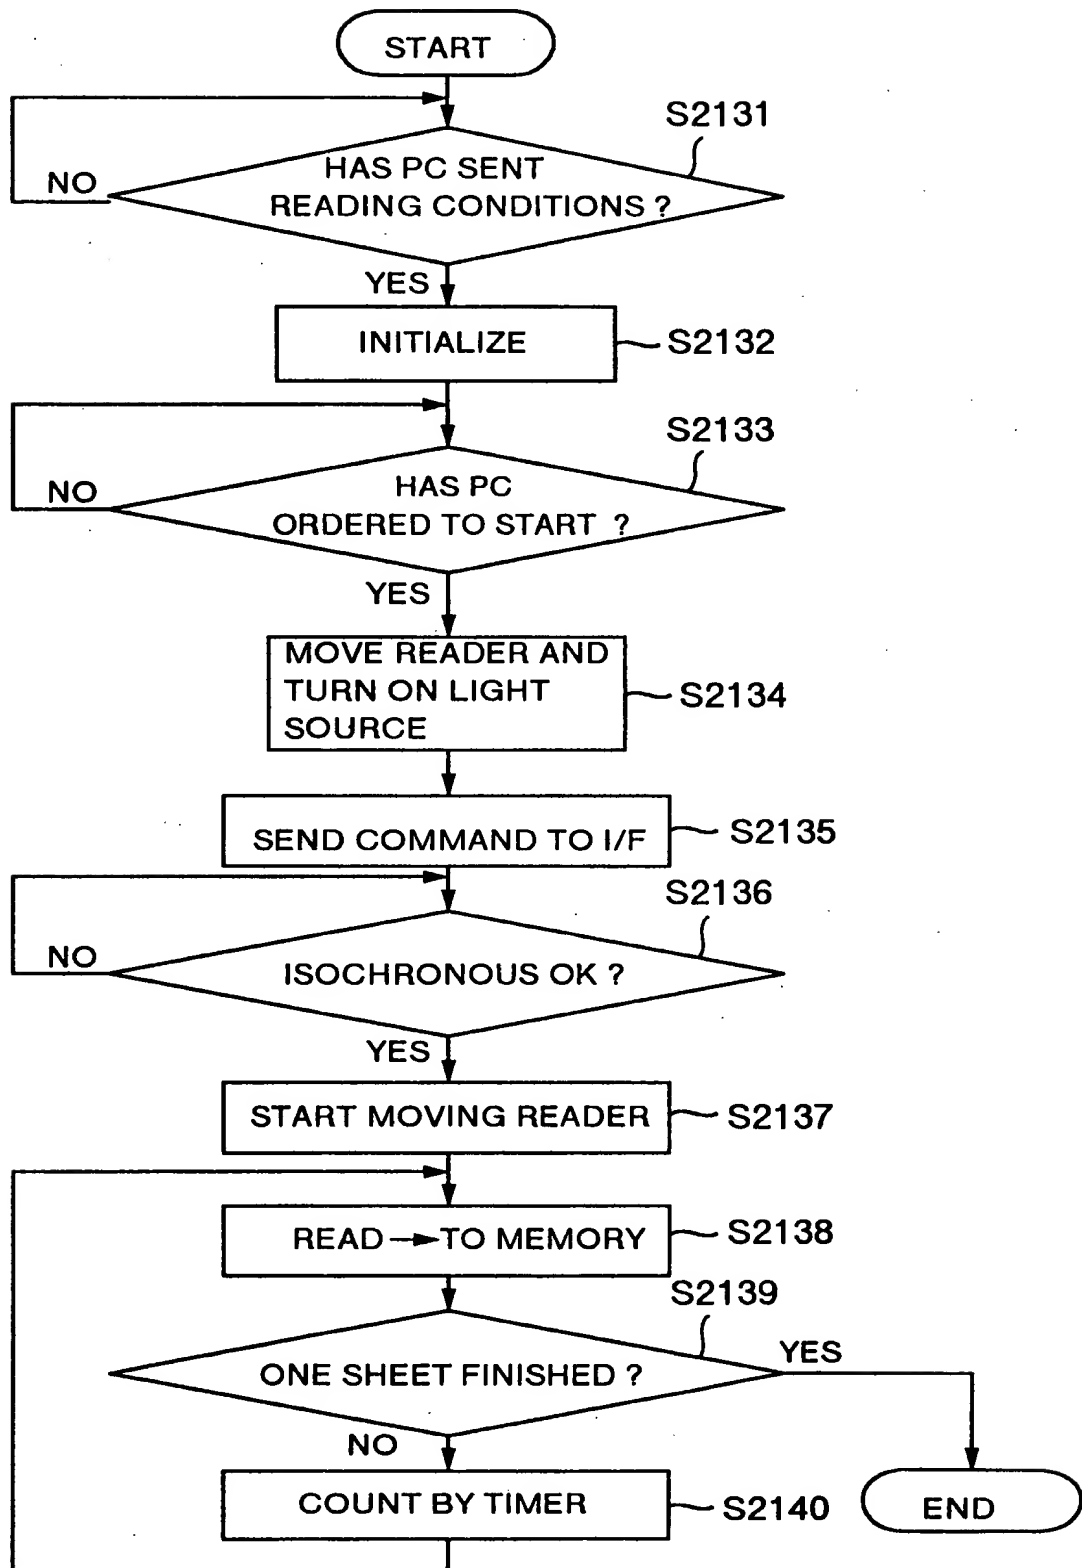 START
S2131
HAS PC SENT
READING CONDITIONS ?
NO
YES
INITIALIZE
S2132
S2133
HAS PC
ORDERED TO START ?
NO
YES
MOVE READER AND
TURN ON LIGHT
SOURCE
S2134
SEND COMMAND TO I/F
S2135
S2136
ISOCHRONOUS OK ?
NO
YES
START MOVING READER
S2137
READ→TO MEMORY
S2138
S2139
ONE SHEET FINISHED ?
YES
NO
COUNT BY TIMER
S2140
END